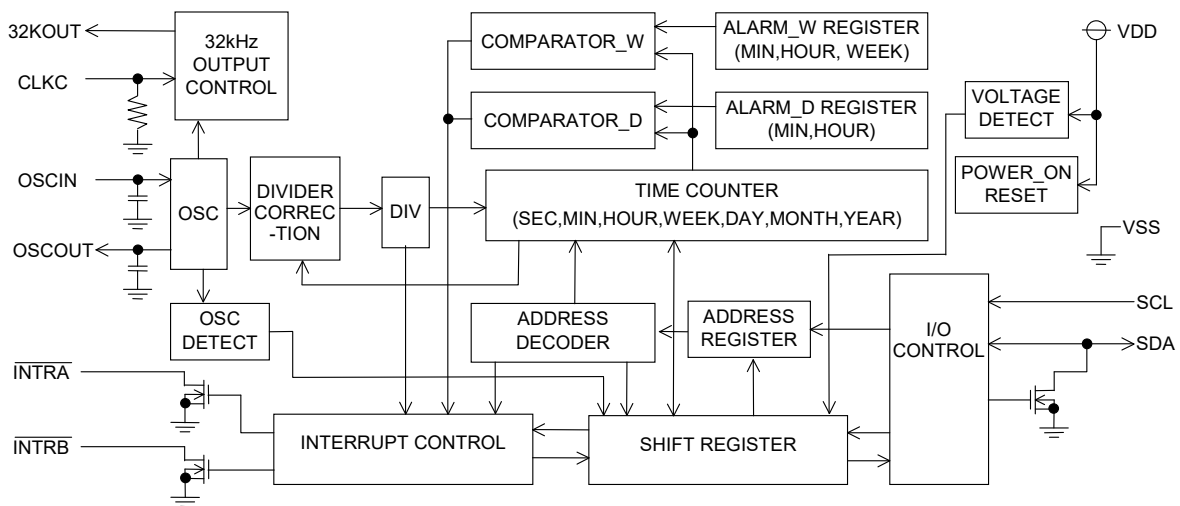 32KOUT
CLKC
32kHz
OUTPUT
CONTROL
COMPARATOR_W
ALARM_W REGISTER
(MIN,HOUR, WEEK)
VDD
COMPARATOR_D
ALARM_D REGISTER
(MIN,HOUR)
VOLTAGE
DETECT
POWER_ON
RESET
OSCIN
OSCOUT
OSC
DIVIDER
CORREC
-TION
DIV
TIME COUNTER
(SEC,MIN,HOUR,WEEK,DAY,MONTH,YEAR)
VSS
OSC
DETECT
ADDRESS
DECODER
ADDRESS
REGISTER
I/O
CONTROL
SCL
SDA
INTRA
INTRB
INTERRUPT CONTROL
SHIFT REGISTER